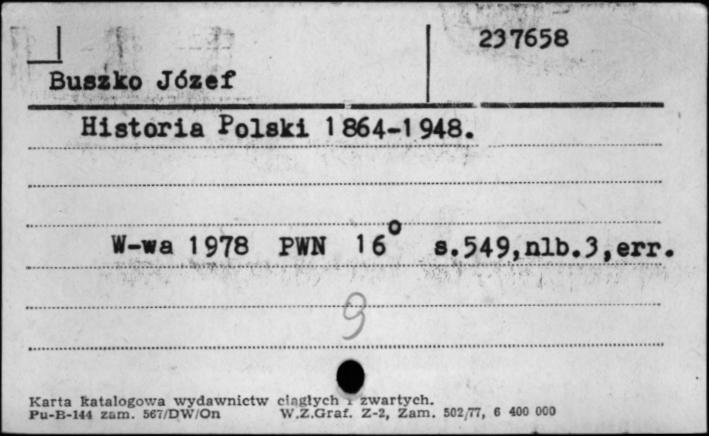 237658
Buszko Józef
Historia Polski 1864-1948.
W-wa 1978 PWN 16° s.549,nlb.3,err.
9
Karta katalogowa wydawnictw ciągłych i zwartych.
Pu-B-144 zam. 567/DW/On W.Z.Graf. Z-2, Zam. 502/77, 6 400 000